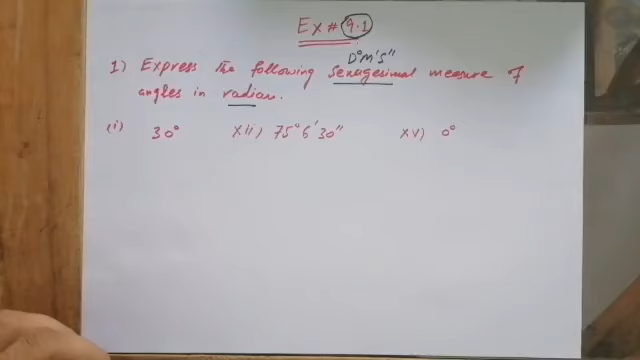 Ex # 9.1
D°M'S"
1) Express the following Sexagesimal measure of
angles in radian.
(i) 30° xii) 75°6'30" xv) 0°